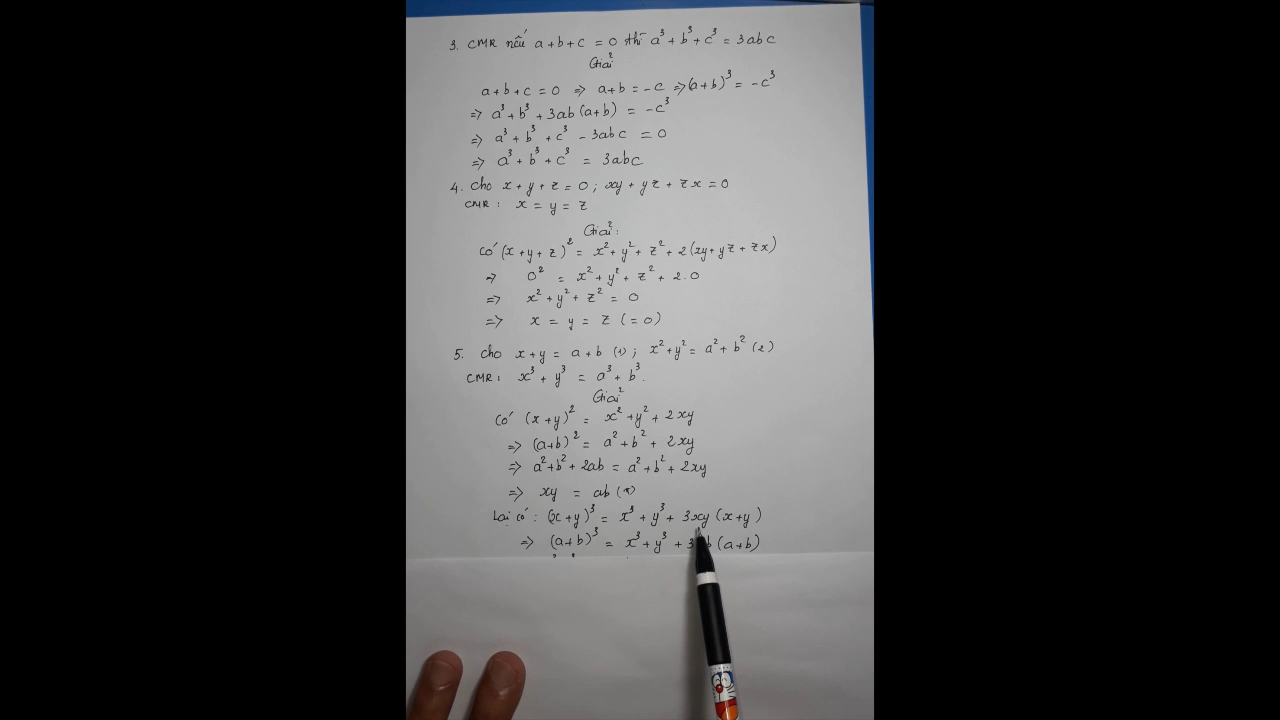 3. CMR nếu a+b+c = 0 thì a³+b³+c³ = 3abc
Giải
a+b+c = 0 => a+b = -c => (a+b)³ = -c³
=> a³+b³+3ab(a+b) = -c³
=> a³+b³+c³-3abc = 0
=> a³+b³+c³ = 3abc
4. Cho x+y+z = 0; xy+yz+zx = 0
CMR: x = y = z
Giải:
Có (x+y+z)² = x²+y²+z²+2(xy+yz+zx)
=> 0² = x²+y²+z²+2.0
=> x²+y²+z² = 0
=> x = y = z (=0)
5. Cho x+y = a+b (1); x²+y² = a²+b² (2)
CMR: x³+y³ = a³+b³.
Giải
Có (x+y)² = x²+y²+2xy
=> (a+b)² = a²+b²+2xy
=> a²+b²+2ab = a²+b²+2xy
=> xy = ab (*)
Lại có: (x+y)³ = x³+y³+3xy(x+y)
=> (a+b)³ = x³+y³+3 b(a+b)